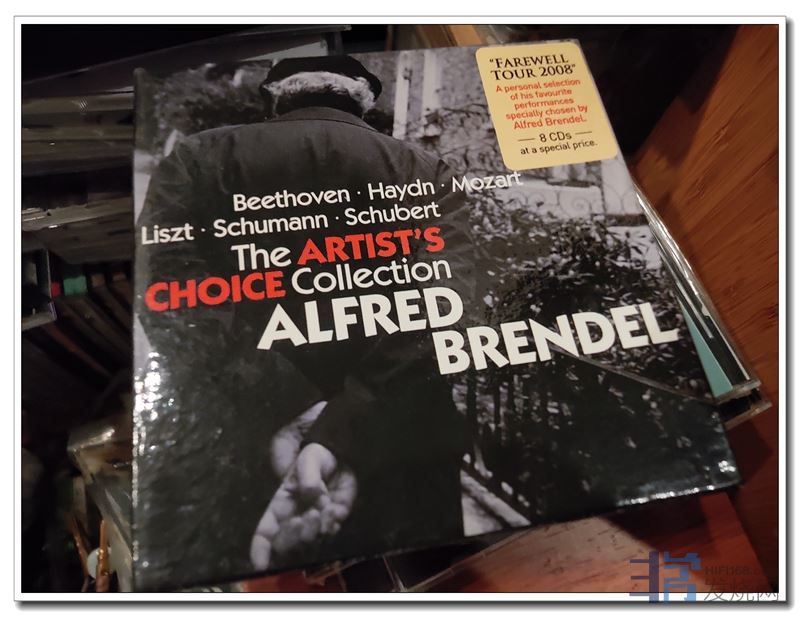 "FAREWELL
TOUR 2008"
A personal selection
of his favourite
performances
specially chosen by
Alfred Brendel.
8 CDs
at a special price.
Beethoven · Haydn · Mozart
Liszt · Schumann · Schubert
The ARTIST'S
CHOICE Collection
ALFRED
BRENDEL
发烧网